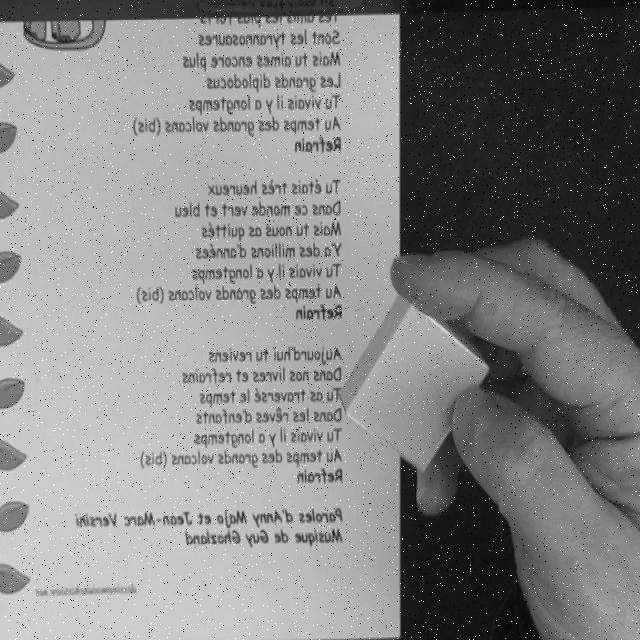 Tes amis les plus forts
Sont les tyrannosaures
Mais tu aimes encore plus
Les grands diplodocus
Tu vivais il y a longtemps
Au temps des grands volcans (bis)
Refrain
Tu étais très heureux
Dans ce monde vert et bleu
Mais tu nous as quittés
Y'a des millions d'années
Tu vivais il y a longtemps
Au temps des grands volcans (bis)
Refrain
Aujourd'hui tu reviens
Dans nos livres et refrains
Tu as traversé le temps
Dans les rêves d'enfants
Tu vivais il y a longtemps
Au temps des grands volcans (bis)
Refrain
Paroles d'Anny Majo et Jean-Marc Versini
Musique de Guy Ghazland